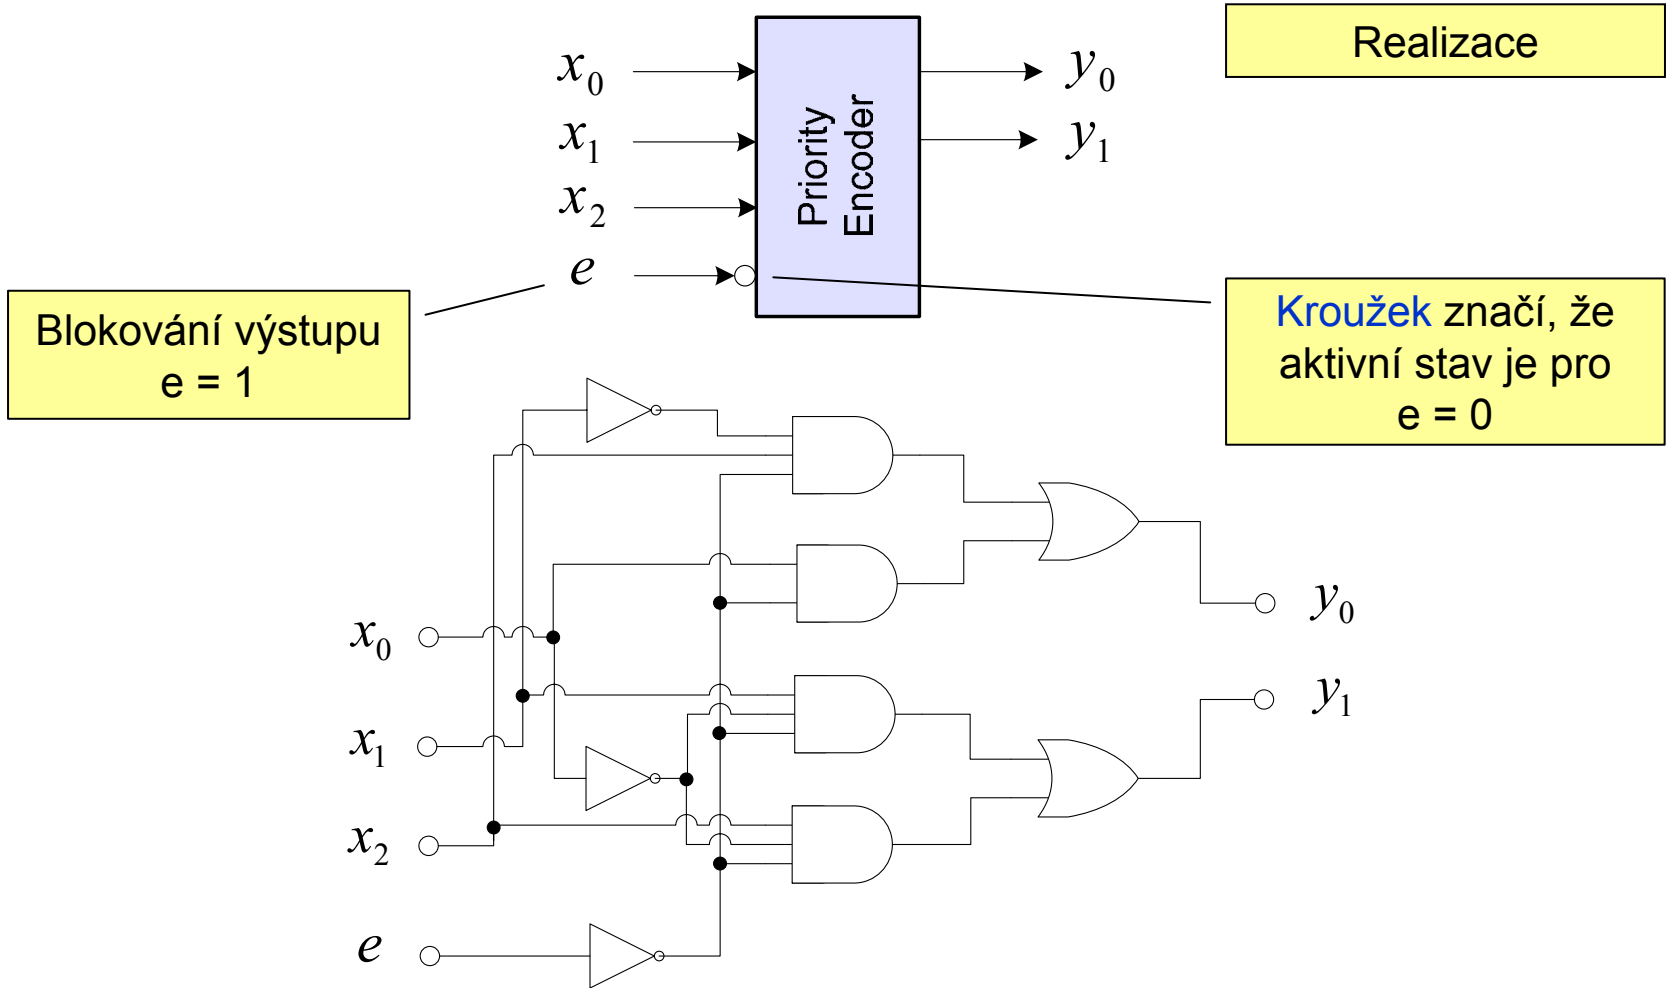 Realizace
x0
x1
x2
e
Priority
Encoder
y0
y1
Blokování výstupu
e = 1
Kroužek značí, že
aktivní stav je pro
e = 0
x0
x1
x2
e
y0
y1